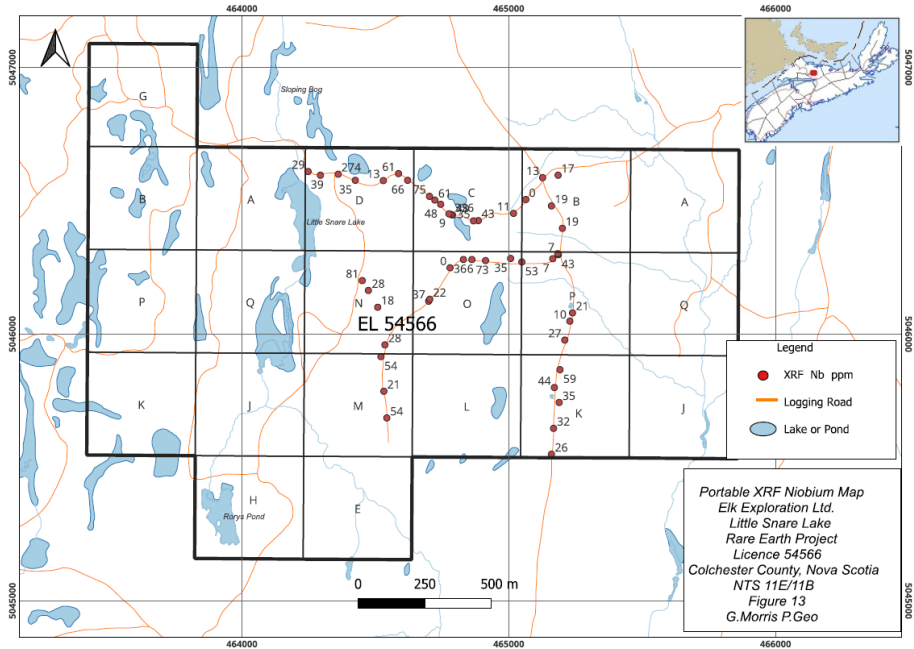 464000
465000
5047000
5047000
G
Sloping Bog
29
39
274
35
13
61
66
75
61
48
9
35
43
C
11
0
13
17
19
B
19
B
A
D
A
Little Snare Lake
7
7
43
53
35
73
366
0
22
37
81
28
18
N
O
P
Q
P
Q
EL 54566
21
10
27
5046000
28
54
21
54
59
44
35
32
26
K
J
M
L
K
J
H
Rorys Pond
E
Legend
XRF Nb ppm
Logging Road
Lake or Pond
Portable XRF Niobium Map
Elk Exploration Ltd.
Little Snare Lake
Rare Earth Project
Licence 54566
Colchester County, Nova Scotia
NTS 11E/11B
Figure 13
G.Morris P.Geo
0 250 500 m
5045000
5045000
464000
465000
466000